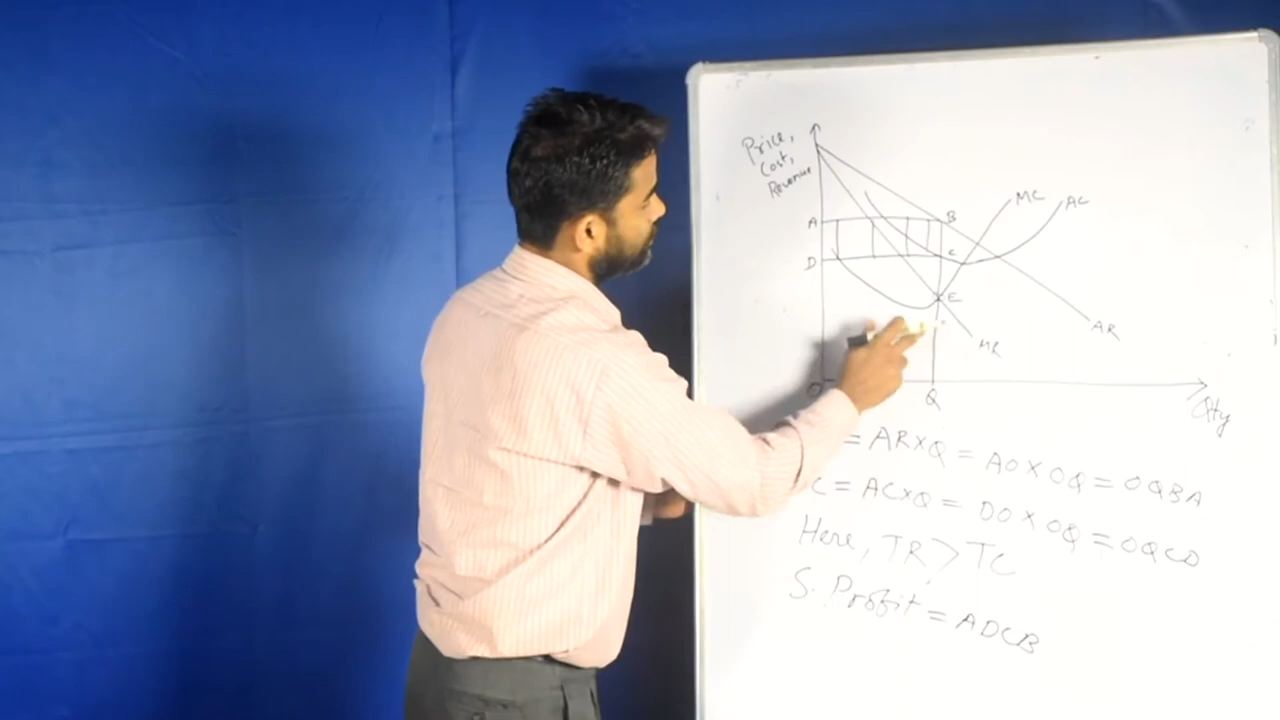 Price,
Cost,
Revenue
MC
AC
A
B
D
C
E
AR
MR
O
Q
Qty
= AR×Q = AO×OQ = OQBA
C = AC×Q = DO×OQ = OQCD
Here, TR > TC
S. Profit = ADCB